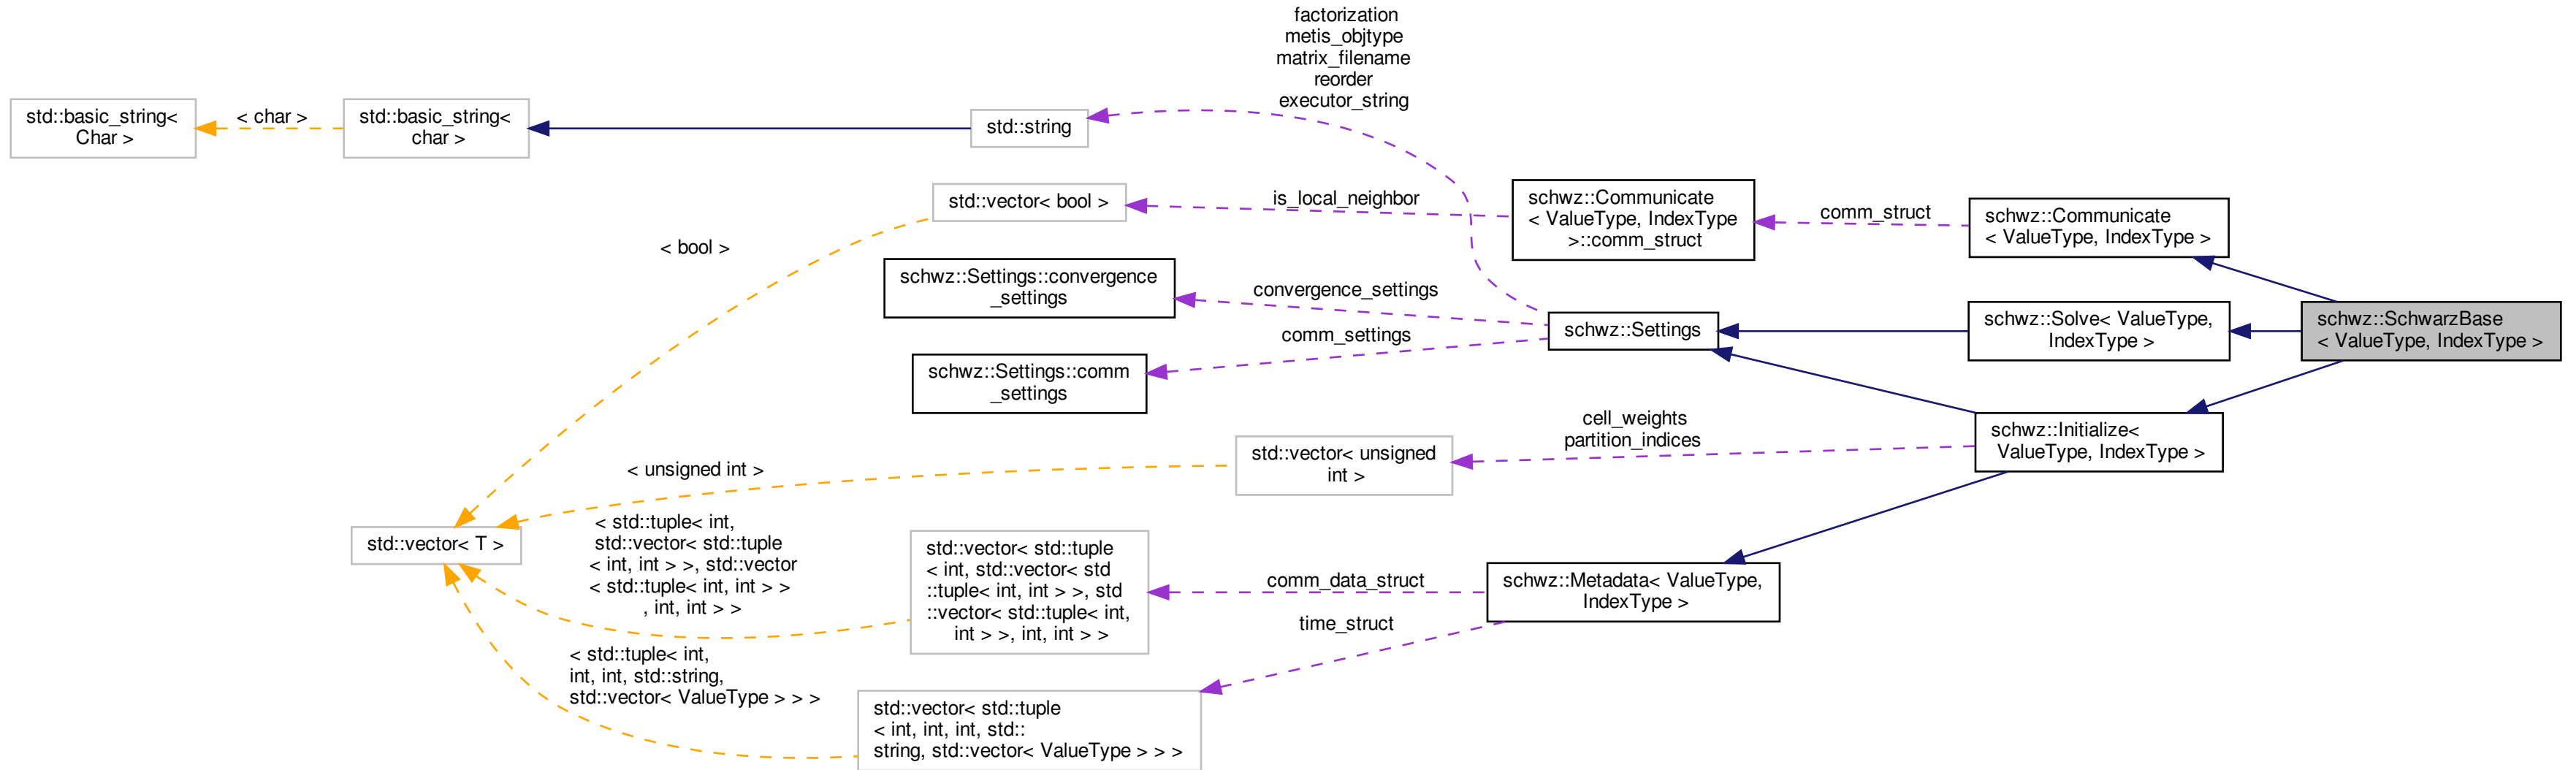 factorization
metis_objtype
matrix_filename
reorder
executor_string
std::basic_string<
Char >
< char >
std::basic_string<
char >
std::string
std::vector< bool >
is_local_neighbor
schwz::Communicate
< ValueType, IndexType
>::comm_struct
comm_struct
schwz::Communicate
< ValueType, IndexType >
< bool >
schwz::Settings::convergence
_settings
convergence_settings
schwz::Settings
schwz::Solve< ValueType,
IndexType >
schwz::SchwarzBase
< ValueType, IndexType >
comm_settings
schwz::Settings::comm
_settings
cell_weights
partition_indices
schwz::Initialize<
ValueType, IndexType >
std::vector< unsigned
int >
< unsigned int >
std::vector< T >
< std::tuple< int,
std::vector< std::tuple
< int, int > >, std::vector
< std::tuple< int, int > >
, int, int > >
std::vector< std::tuple
< int, std::vector< std
::tuple< int, int > >, std
::vector< std::tuple< int,
int > >, int, int > >
comm_data_struct
schwz::Metadata< ValueType,
IndexType >
time_struct
< std::tuple< int,
int, int, std::string,
std::vector< ValueType > > >
std::vector< std::tuple
< int, int, int, std::
string, std::vector< ValueType > > >